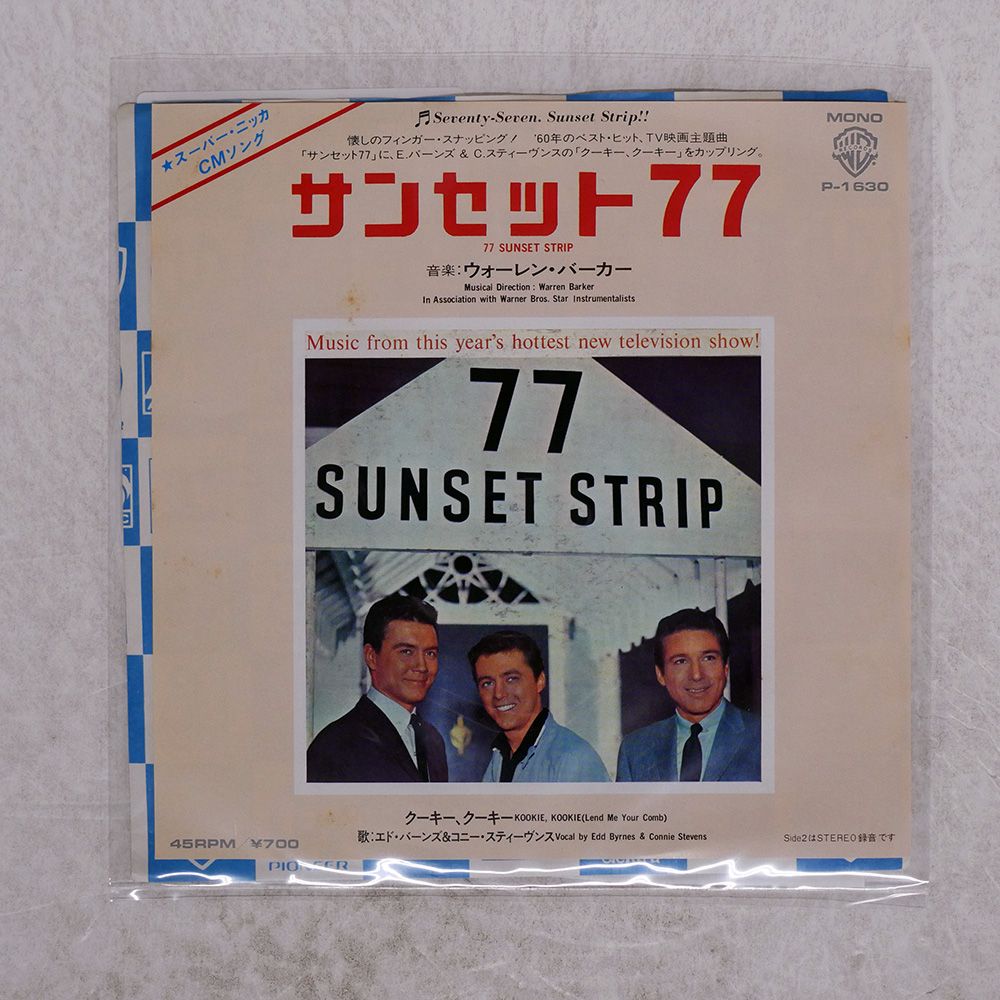 ★スーパー・ニッカ
CMソング
♫Seventy-Seven. Sunset Strip!!
懐しのフィンガー・スナッピング! '60年のベスト・ヒット、TV映画主題曲
「サンセット77」に、E.バーンズ & C.スティーヴンスの「クーキー、クーキー」をカップリング。
サンセット77
77 SUNSET STRIP
音楽:ウォーレン・バーカー
Musical Direction : Warren Barker
In Association with Warner Bros. Star Instrumentalists
MONO
WB
RECORDS
P-1630
Music from this year's hottest new television show!
77
SUNSET STRIP
クーキー、クーキー KOOKIE, KOOKIE(Lend Me Your Comb)
歌:エド・バーンズ&コニー・スティーヴンス Vocal by Edd Byrnes & Connie Stevens
45RPM/¥700
Side2はSTEREO録音です
PIONEER